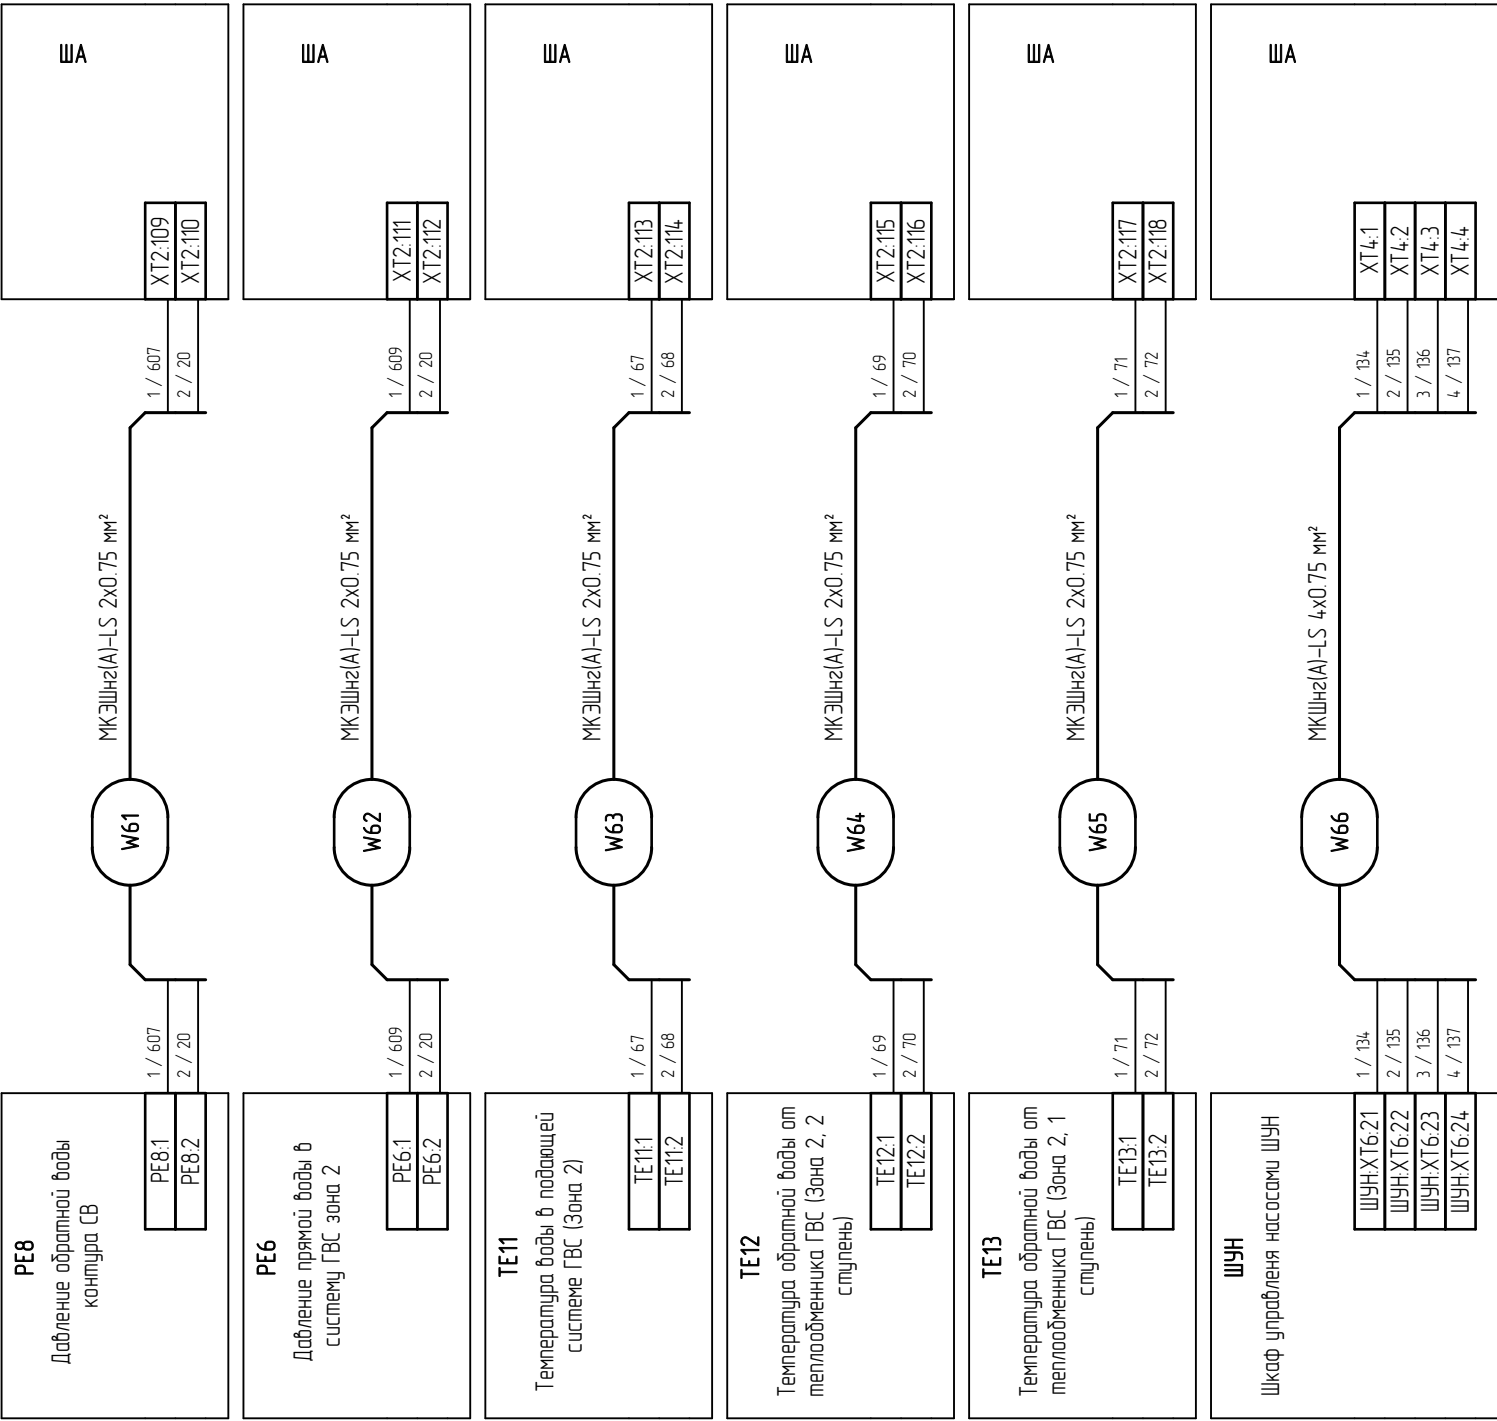 ША
XT2:109
XT2:110
1 / 607
2 / 20
МКЭШнг(А)-LS 2x0.75 мм²
W61
1 / 607
2 / 20
PE8:1
PE8:2
PE8
Давление обратной воды
контура СВ
ША
XT2:111
XT2:112
1 / 609
2 / 20
МКЭШнг(А)-LS 2x0.75 мм²
W62
1 / 609
2 / 20
PE6:1
PE6:2
PE6
Давление прямой воды в
систему ГВС зона 2
ША
XT2:113
XT2:114
1 / 67
2 / 68
МКЭШнг(А)-LS 2x0.75 мм²
W63
1 / 67
2 / 68
TE11:1
TE11:2
TE11
Температура воды в подающей
системе ГВС (Зона 2)
ША
XT2:115
XT2:116
1 / 69
2 / 70
МКЭШнг(А)-LS 2x0.75 мм²
W64
1 / 69
2 / 70
TE12:1
TE12:2
TE12
Температура обратной воды от
теплообменника ГВС (Зона 2, 2
ступень)
ША
XT2:117
XT2:118
1 / 71
2 / 72
МКЭШнг(А)-LS 2x0.75 мм²
W65
1 / 71
2 / 72
TE13:1
TE13:2
TE13
Температура обратной воды от
теплообменника ГВС (Зона 2, 1
ступень)
ША
XT4:1
XT4:2
XT4:3
XT4:4
1 / 134
2 / 135
3 / 136
4 / 137
МКШнг(А)-LS 4x0.75 мм²
W66
1 / 134
2 / 135
3 / 136
4 / 137
ШУН:XT6:21
ШУН:XT6:22
ШУН:XT6:23
ШУН:XT6:24
ШУН
Шкаф управленя насосами ШУН